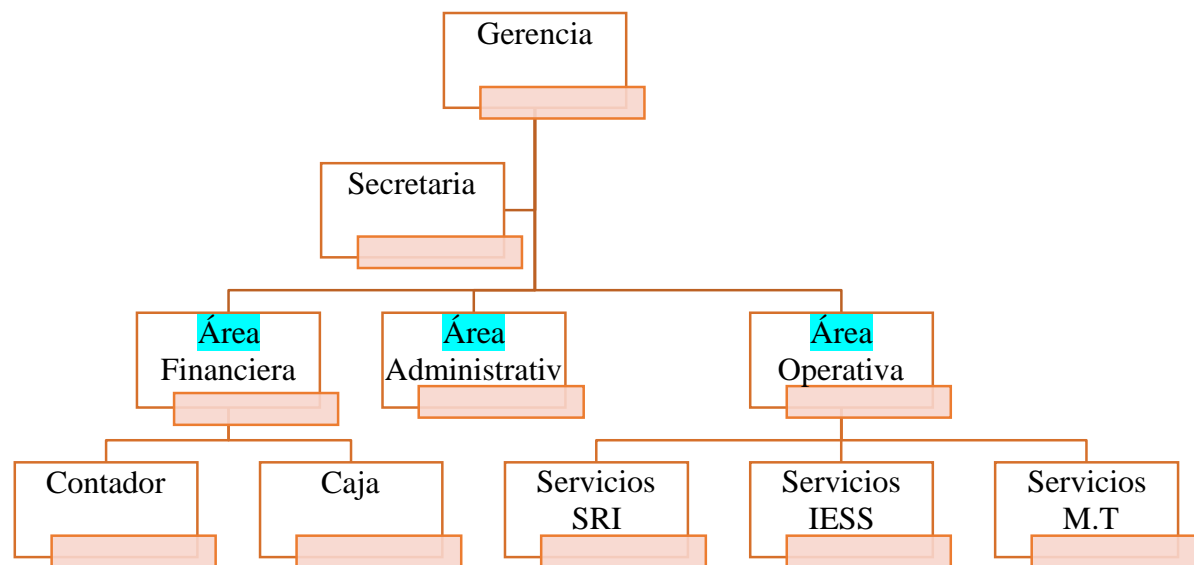 Gerencia
Secretaria
Área
Financiera
Área
Administrativ
Área
Operativa
Contador
Caja
Servicios
SRI
Servicios
IESS
Servicios
M.T